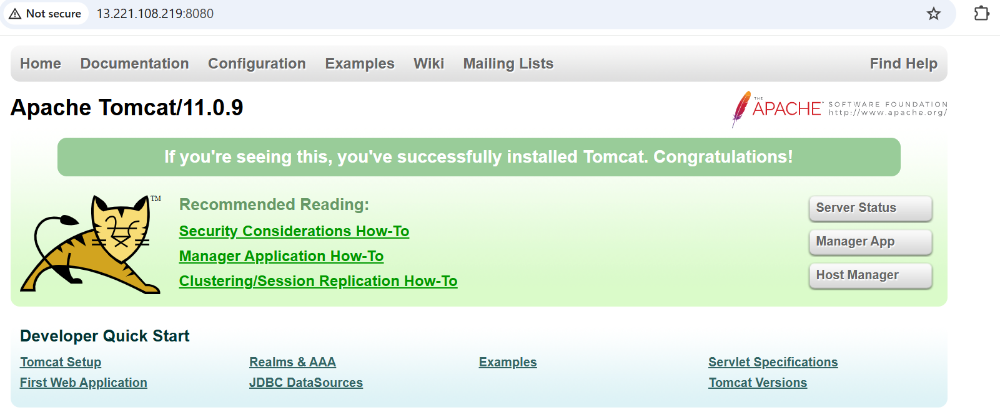 Not secure 13.221.108.219:8080
Home Documentation Configuration Examples Wiki Mailing Lists Find Help
Apache Tomcat/11.0.9
THE APACHE® SOFTWARE FOUNDATION
http://www.apache.org/
If you're seeing this, you've successfully installed Tomcat. Congratulations!
TM
Recommended Reading:
Security Considerations How-To
Manager Application How-To
Clustering/Session Replication How-To
Server Status
Manager App
Host Manager
Developer Quick Start
Tomcat Setup Realms & AAA Examples Servlet Specifications
First Web Application JDBC DataSources Tomcat Versions